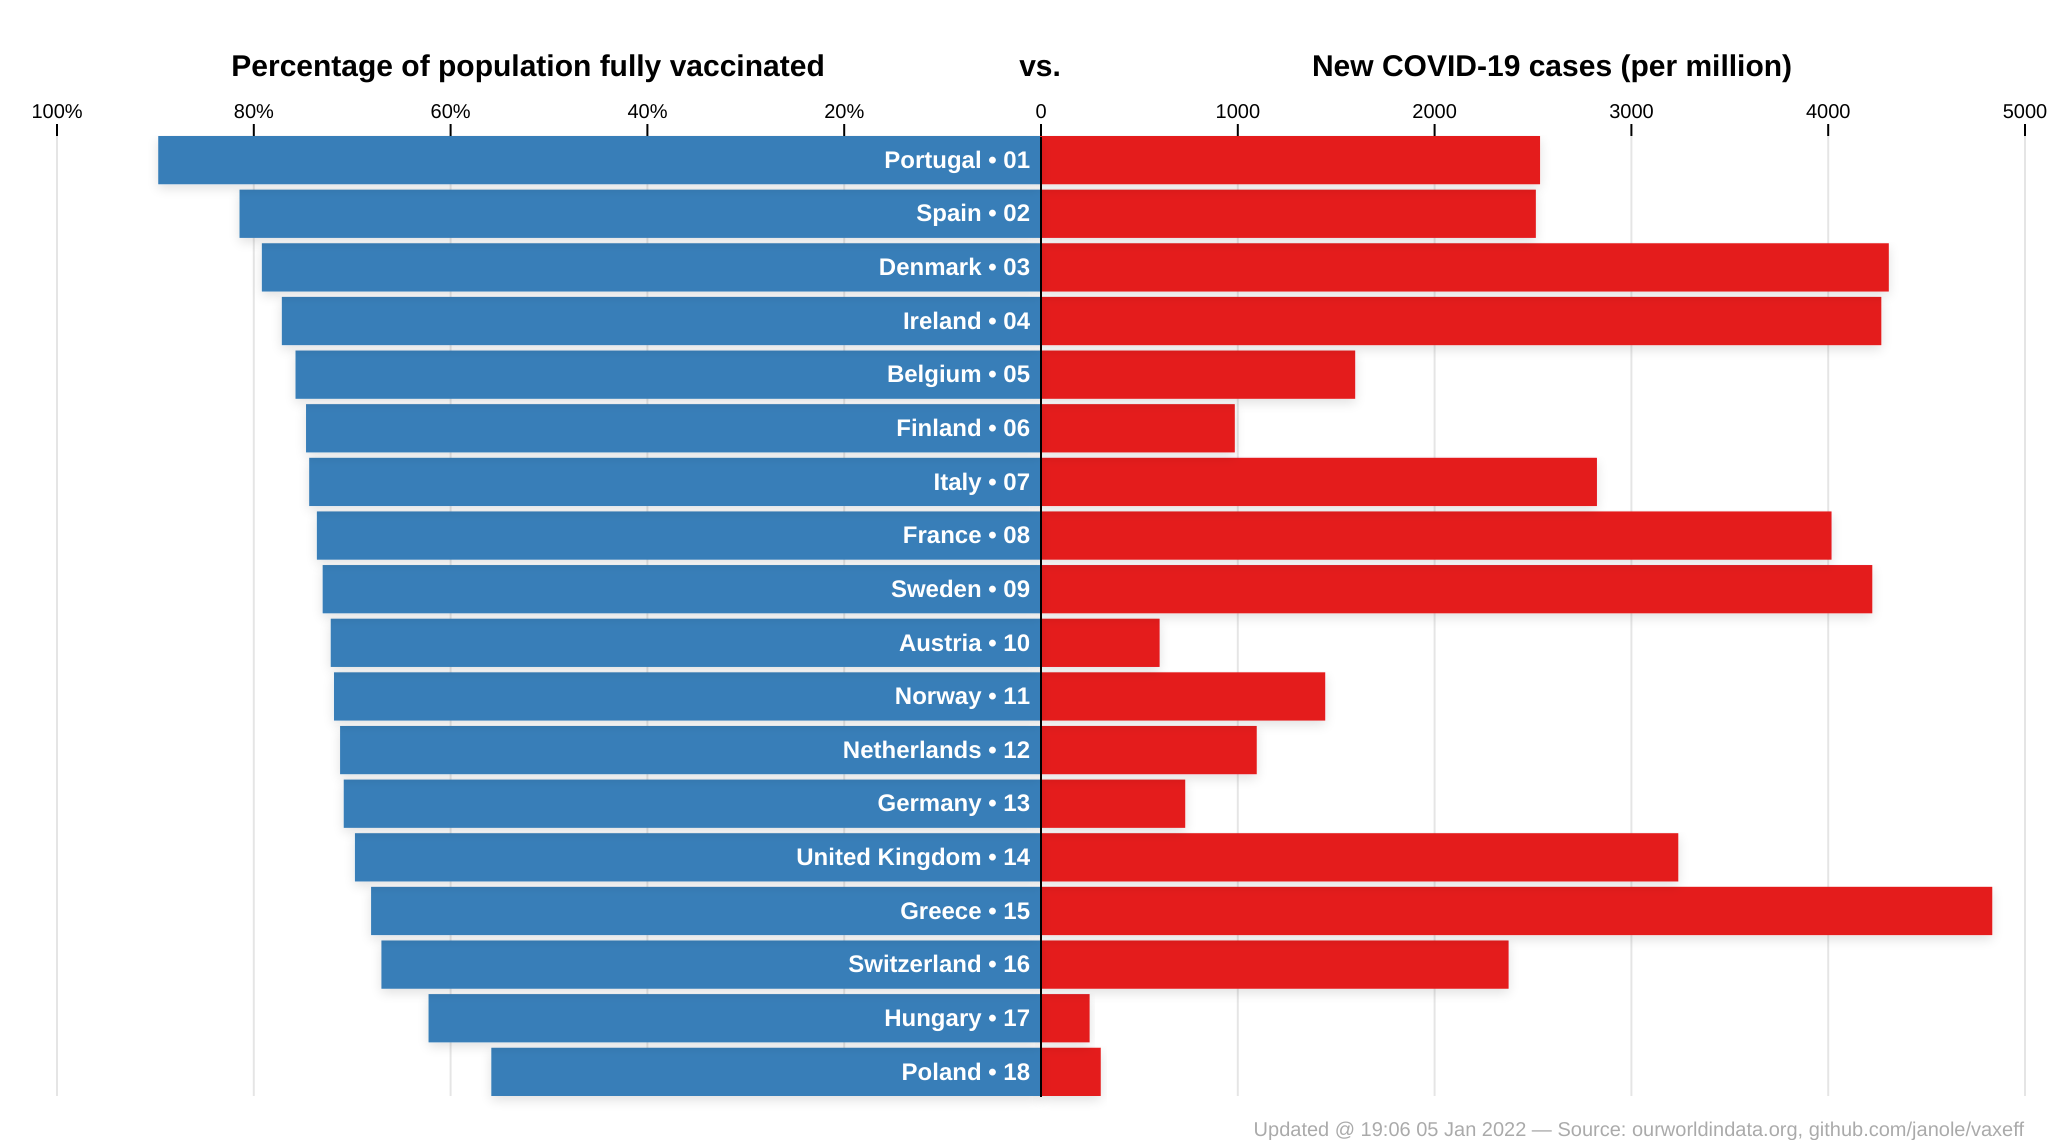 Percentage of population fully vaccinated vs. New COVID-19 cases (per million)
100% 80% 60% 40% 20% 0 1000 2000 3000 4000 5000
Portugal • 01
Spain • 02
Denmark • 03
Ireland • 04
Belgium • 05
Finland • 06
Italy • 07
France • 08
Sweden • 09
Austria • 10
Norway • 11
Netherlands • 12
Germany • 13
United Kingdom • 14
Greece • 15
Switzerland • 16
Hungary • 17
Poland • 18
Updated @ 19:06 05 Jan 2022 — Source: ourworldindata.org, github.com/janole/vaxeff